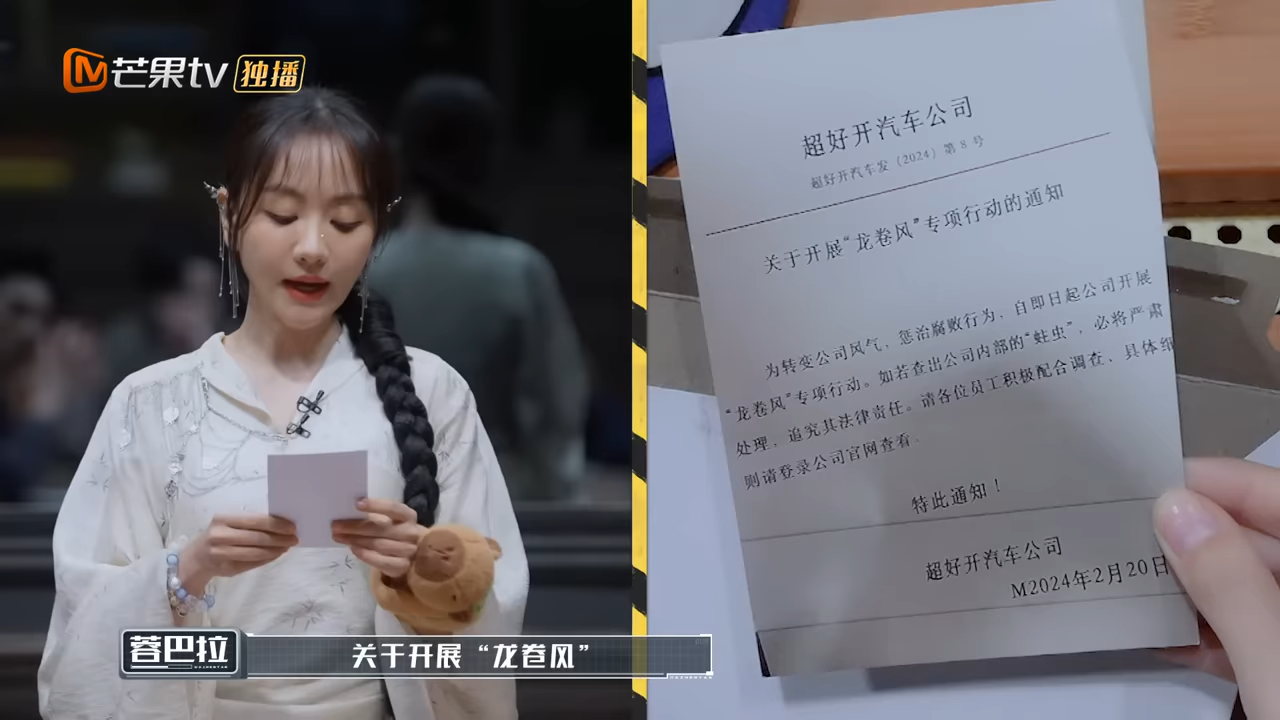 芒果tv 独播
超好开汽车公司
超好开汽车发（2024）第 8 号
关于开展“龙卷风”专项行动的通知
为转变公司风气，惩治腐败行为，自即日起公司开展
“龙卷风”专项行动。如若查出公司内部的“蛀虫”，必将严肃
处理，追究其法律责任。请各位员工积极配合调查、具体细
则请登录公司官网查看。
特此通知！
超好开汽车公司
M2024年2月20日
蓉巴拉
关于开展“龙卷风”